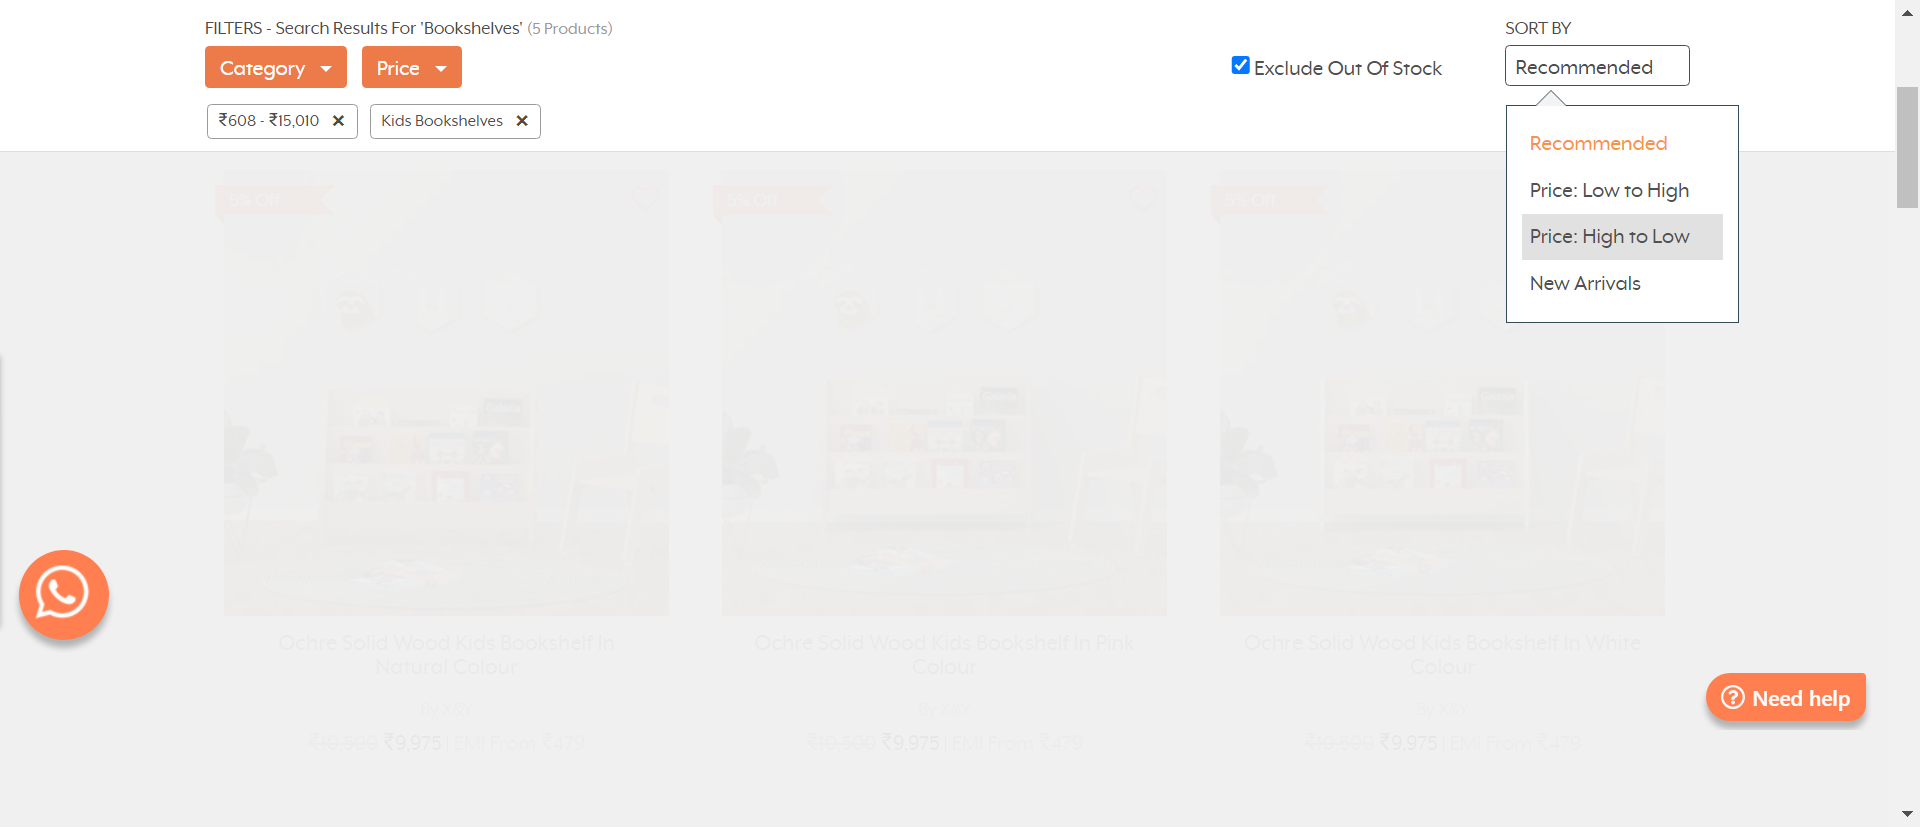 FILTERS - Search Results For 'Bookshelves' (5 Products)
SORT BY
Category
Price
Exclude Out Of Stock
Recommended
₹608 - ₹15,010 ✕
Kids Bookshelves ✕
Recommended
Price: Low to High
Price: High to Low
New Arrivals
5% Off
5% Off
5% Off
Ochre Solid Wood Kids Bookshelf In
Natural Colour
Ochre Solid Wood Kids Bookshelf In Pink
Colour
Ochre Solid Wood Kids Bookshelf In White
Colour
By
By
By
₹10,500 ₹9,975 | EMI From ₹479
₹10,500 ₹9,975 | EMI From ₹479
₹10,500 ₹9,975 | EMI From ₹479
Need help